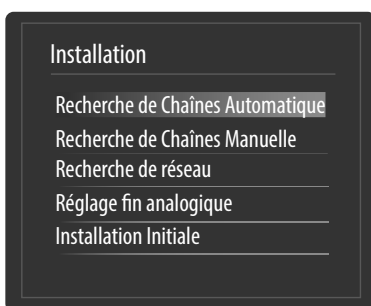 Installation
Recherche de Chaînes Automatique
Recherche de Chaînes Manuelle
Recherche de réseau
Réglage fin analogique
Installation Initiale